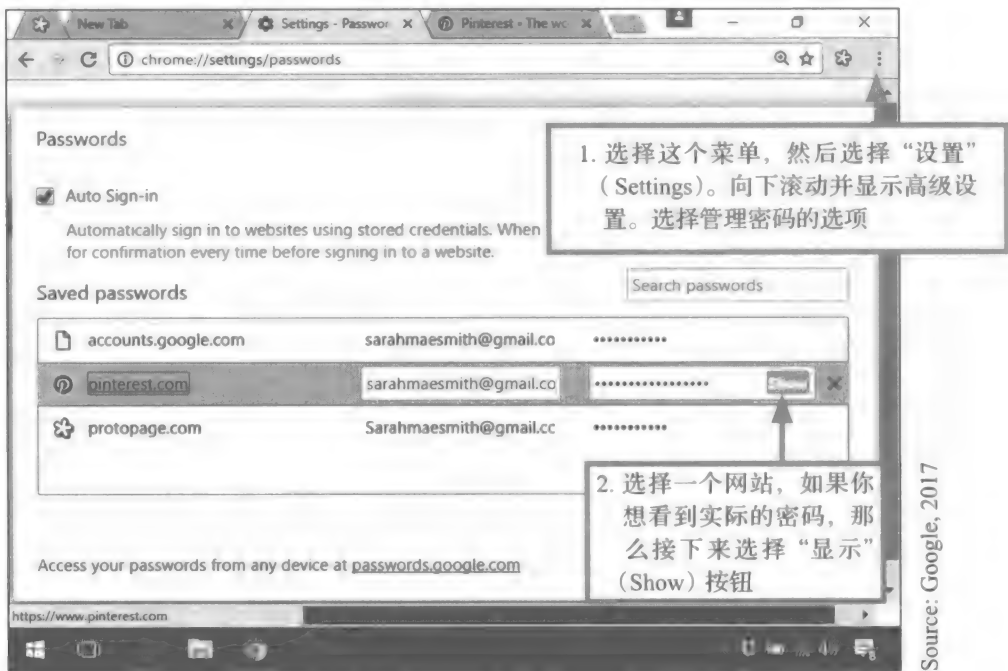 New Tab
Settings - Passwor
Pinterest - The wo
chrome://settings/passwords
Passwords
Auto Sign-in
Automatically sign in to websites using stored credentials. When
for confirmation every time before signing in to a website.
1. 选择这个菜单，然后选择“设置”
（Settings）。向下滚动并显示高级设
置。选择管理密码的选项
Saved passwords
Search passwords
accounts.google.com sarahmaesmith@gmail.co
pinterest.com sarahmaesmith@gmail.co
protopage.com Sarahmaesmith@gmail.cc
2. 选择一个网站，如果你
想看到实际的密码，那
么接下来选择“显示”
（Show）按钮
Access your passwords from any device at passwords.google.com
https://www.pinterest.com
Source: Google, 2017